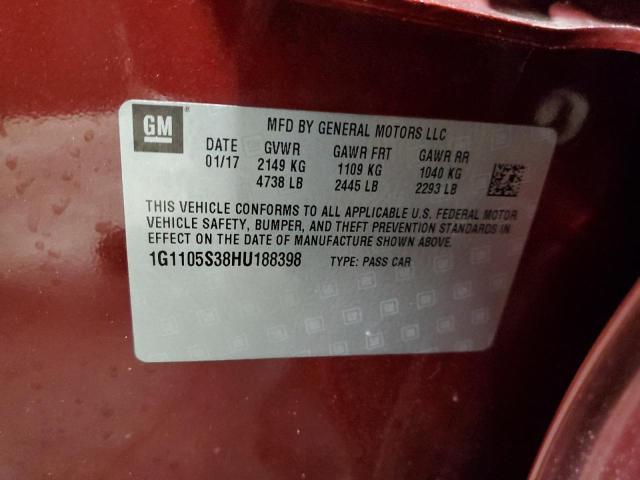 GM ®
MFD BY GENERAL MOTORS LLC
DATE GVWR GAWR FRT GAWR RR
01/17 2149 KG 1109 KG 1040 KG
4738 LB 2445 LB 2293 LB
THIS VEHICLE CONFORMS TO ALL APPLICABLE U.S. FEDERAL MOTOR
VEHICLE SAFETY, BUMPER, AND THEFT PREVENTION STANDARDS IN
EFFECT ON THE DATE OF MANUFACTURE SHOWN ABOVE.
1G1105S38HU188398 TYPE: PASS CAR